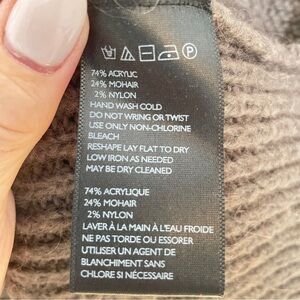 74% ACRYLIC
24% MOHAIR
2% NYLON
HAND WASH COLD
DO NOT WRING OR TWIST
USE ONLY NON-CHLORINE
BLEACH
RESHAPE LAY FLAT TO DRY
LOW IRON AS NEEDED
MAY BE DRY CLEANED
74% ACRYLIQUE
24% MOHAIR
2% NYLON
LAVER À LA MAIN À L'EAU FROIDE
NE PAS TORDE OU ESSORER
UTILISER UN AGENT DE
BLANCHIMENT SANS
CHLORE SI NÉCESSAIRE